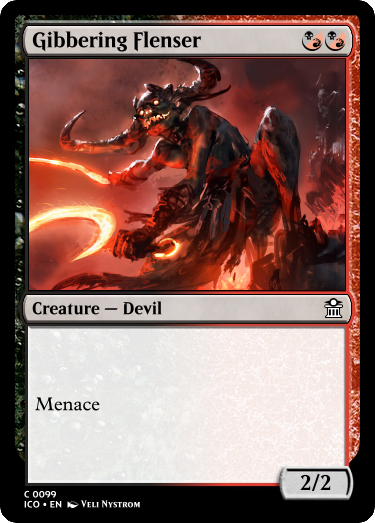 Gibbering Flenser
Creature — Devil
Menace
2/2
C 0099
ICO • EN Veli Nystrom